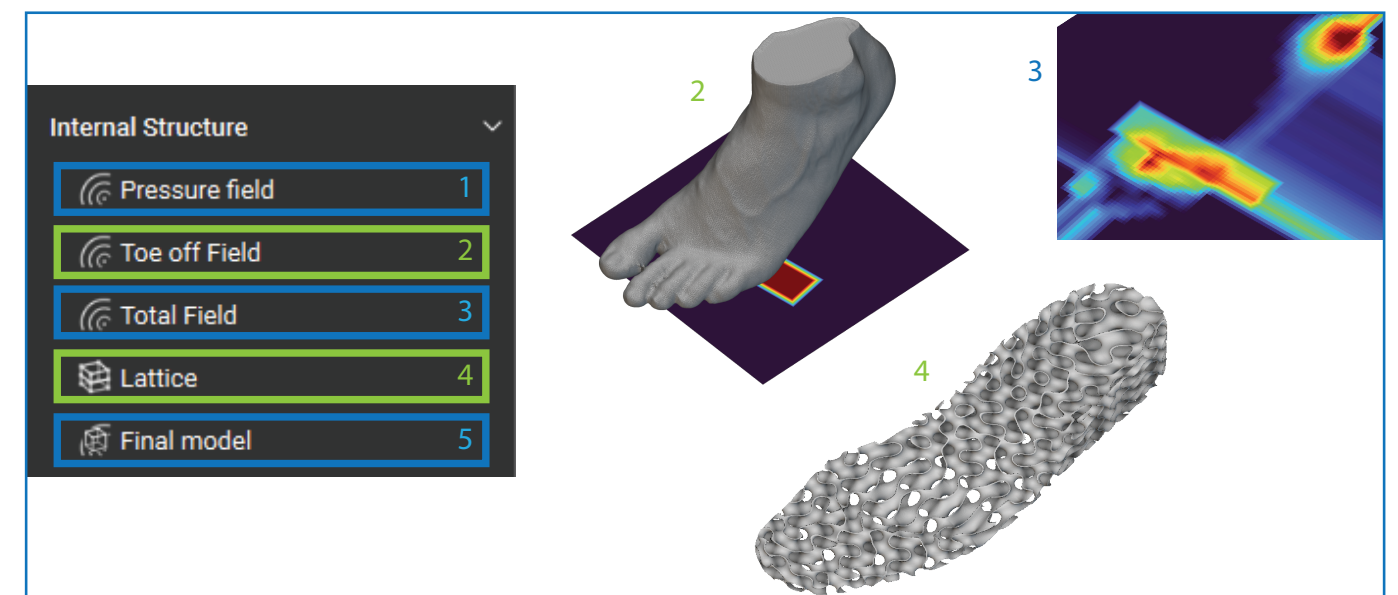 Internal Structure
Pressure field 1
Toe off Field 2
Total Field 3
Lattice 4
Final model 5
2
3
4